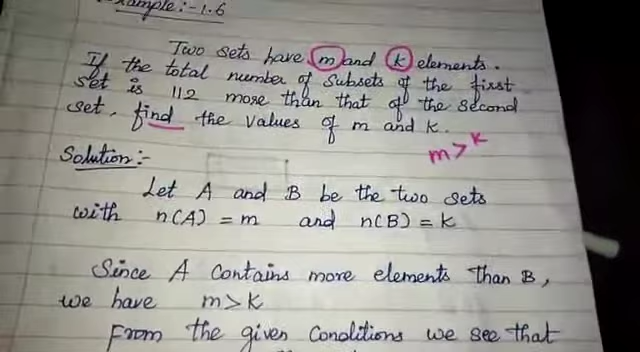 Example:-1.6
Two sets have m and k elements.
If the total number of subsets of the first
set is 112 more than that of the second
set. find the values of m and k.
m > k
Solution:-
Let A and B be the two sets
with n(A) = m and n(B) = k
Since A contains more elements than B,
we have m>k
From the given conditions we see that